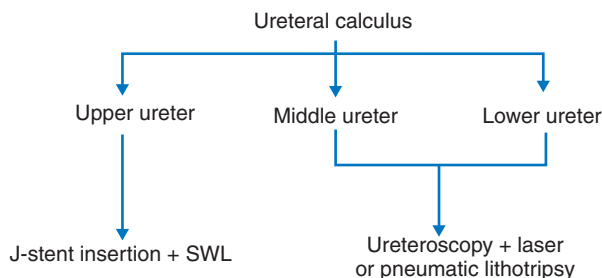 Ureteral calculus
Upper ureter
Middle ureter
Lower ureter
J-stent insertion + SWL
Ureteroscopy + laser
or pneumatic lithotripsy